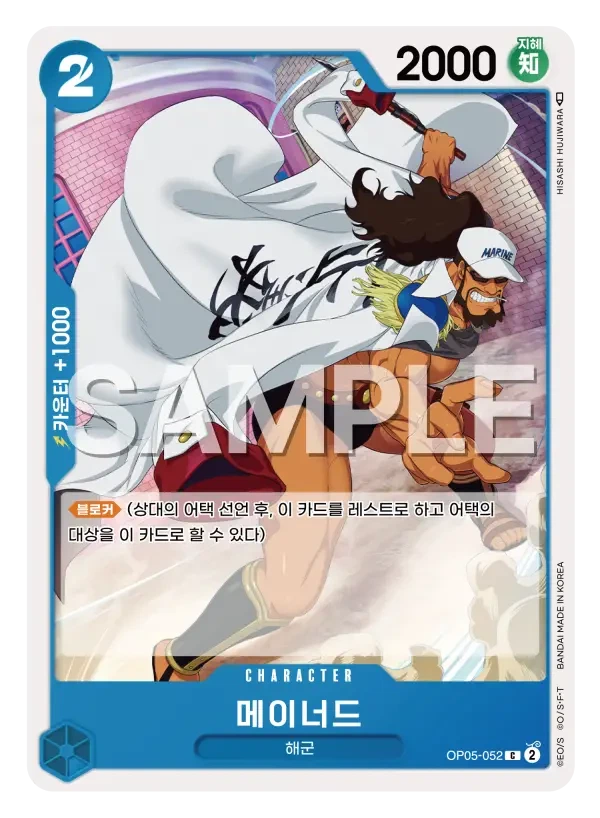 2
2000
지혜
知
HISASHI HUJIWARA
MARINE
카운터 +1000
SAMPLE
블로커 (상대의 어택 선언 후, 이 카드를 레스트로 하고 어택의
대상을 이 카드로 할 수 있다)
CHARACTER
메이너드
해군
OP05-052 C 2
©EO/S ©O/S·F·T BANDAI MADE IN KOREA